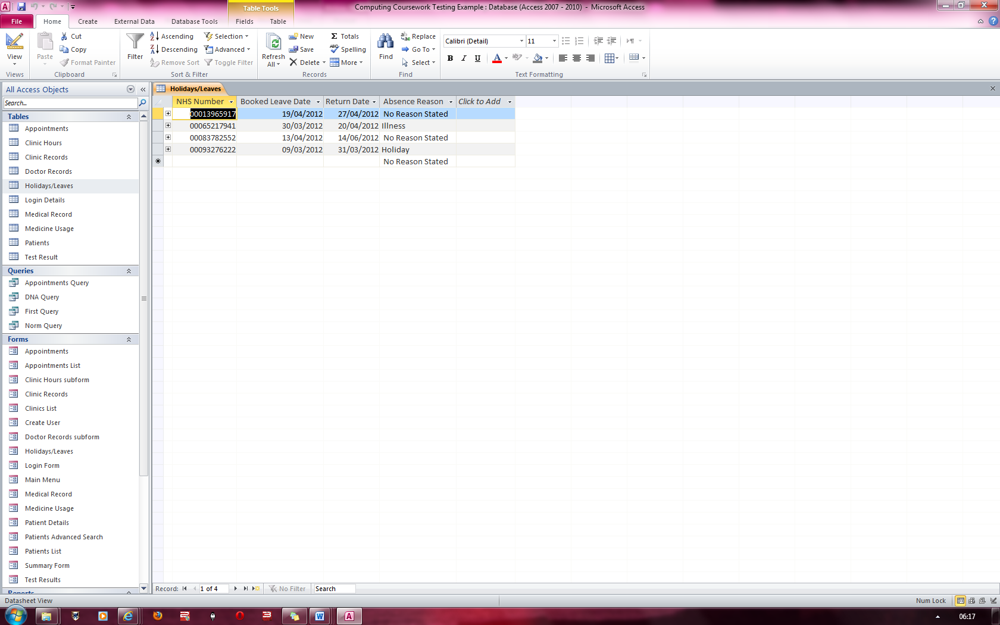 Table Tools
Computing Coursework Testing Example : Database (Access 2007 - 2010) - Microsoft Access
File Home Create External Data Database Tools Fields Table
View
Views
Paste
Cut
Copy
Format Painter
Clipboard
Filter
Ascending
Descending
Remove Sort
Selection
Advanced
Toggle Filter
Sort & Filter
Refresh All
New
Save
Delete
Totals
Spelling
More
Records
Find
Replace
Go To
Select
Find
Calibri (Detail) 11
B I U
Text Formatting
All Access Objects
Search...
Tables
Appointments
Clinic Hours
Clinic Records
Doctor Records
Holidays/Leaves
Login Details
Medical Record
Medicine Usage
Patients
Test Result
Queries
Appointments Query
DNA Query
First Query
Norm Query
Forms
Appointments
Appointments List
Clinic Hours subform
Clinic Records
Clinics List
Create User
Doctor Records subform
Holidays/Leaves
Login Form
Main Menu
Medical Record
Medicine Usage
Patient Details
Patients Advanced Search
Patients List
Summary Form
Test Results
Reports
Holidays/Leaves
NHS Number Booked Leave Date Return Date Absence Reason Click to Add
00013965917 19/04/2012 27/04/2012 No Reason Stated
00065217941 30/03/2012 20/04/2012 Illness
00083782552 13/04/2012 14/06/2012 No Reason Stated
00093276222 09/03/2012 31/03/2012 Holiday
No Reason Stated
Record: 1 of 4 No Filter Search
Datasheet View Num Lock
06:17